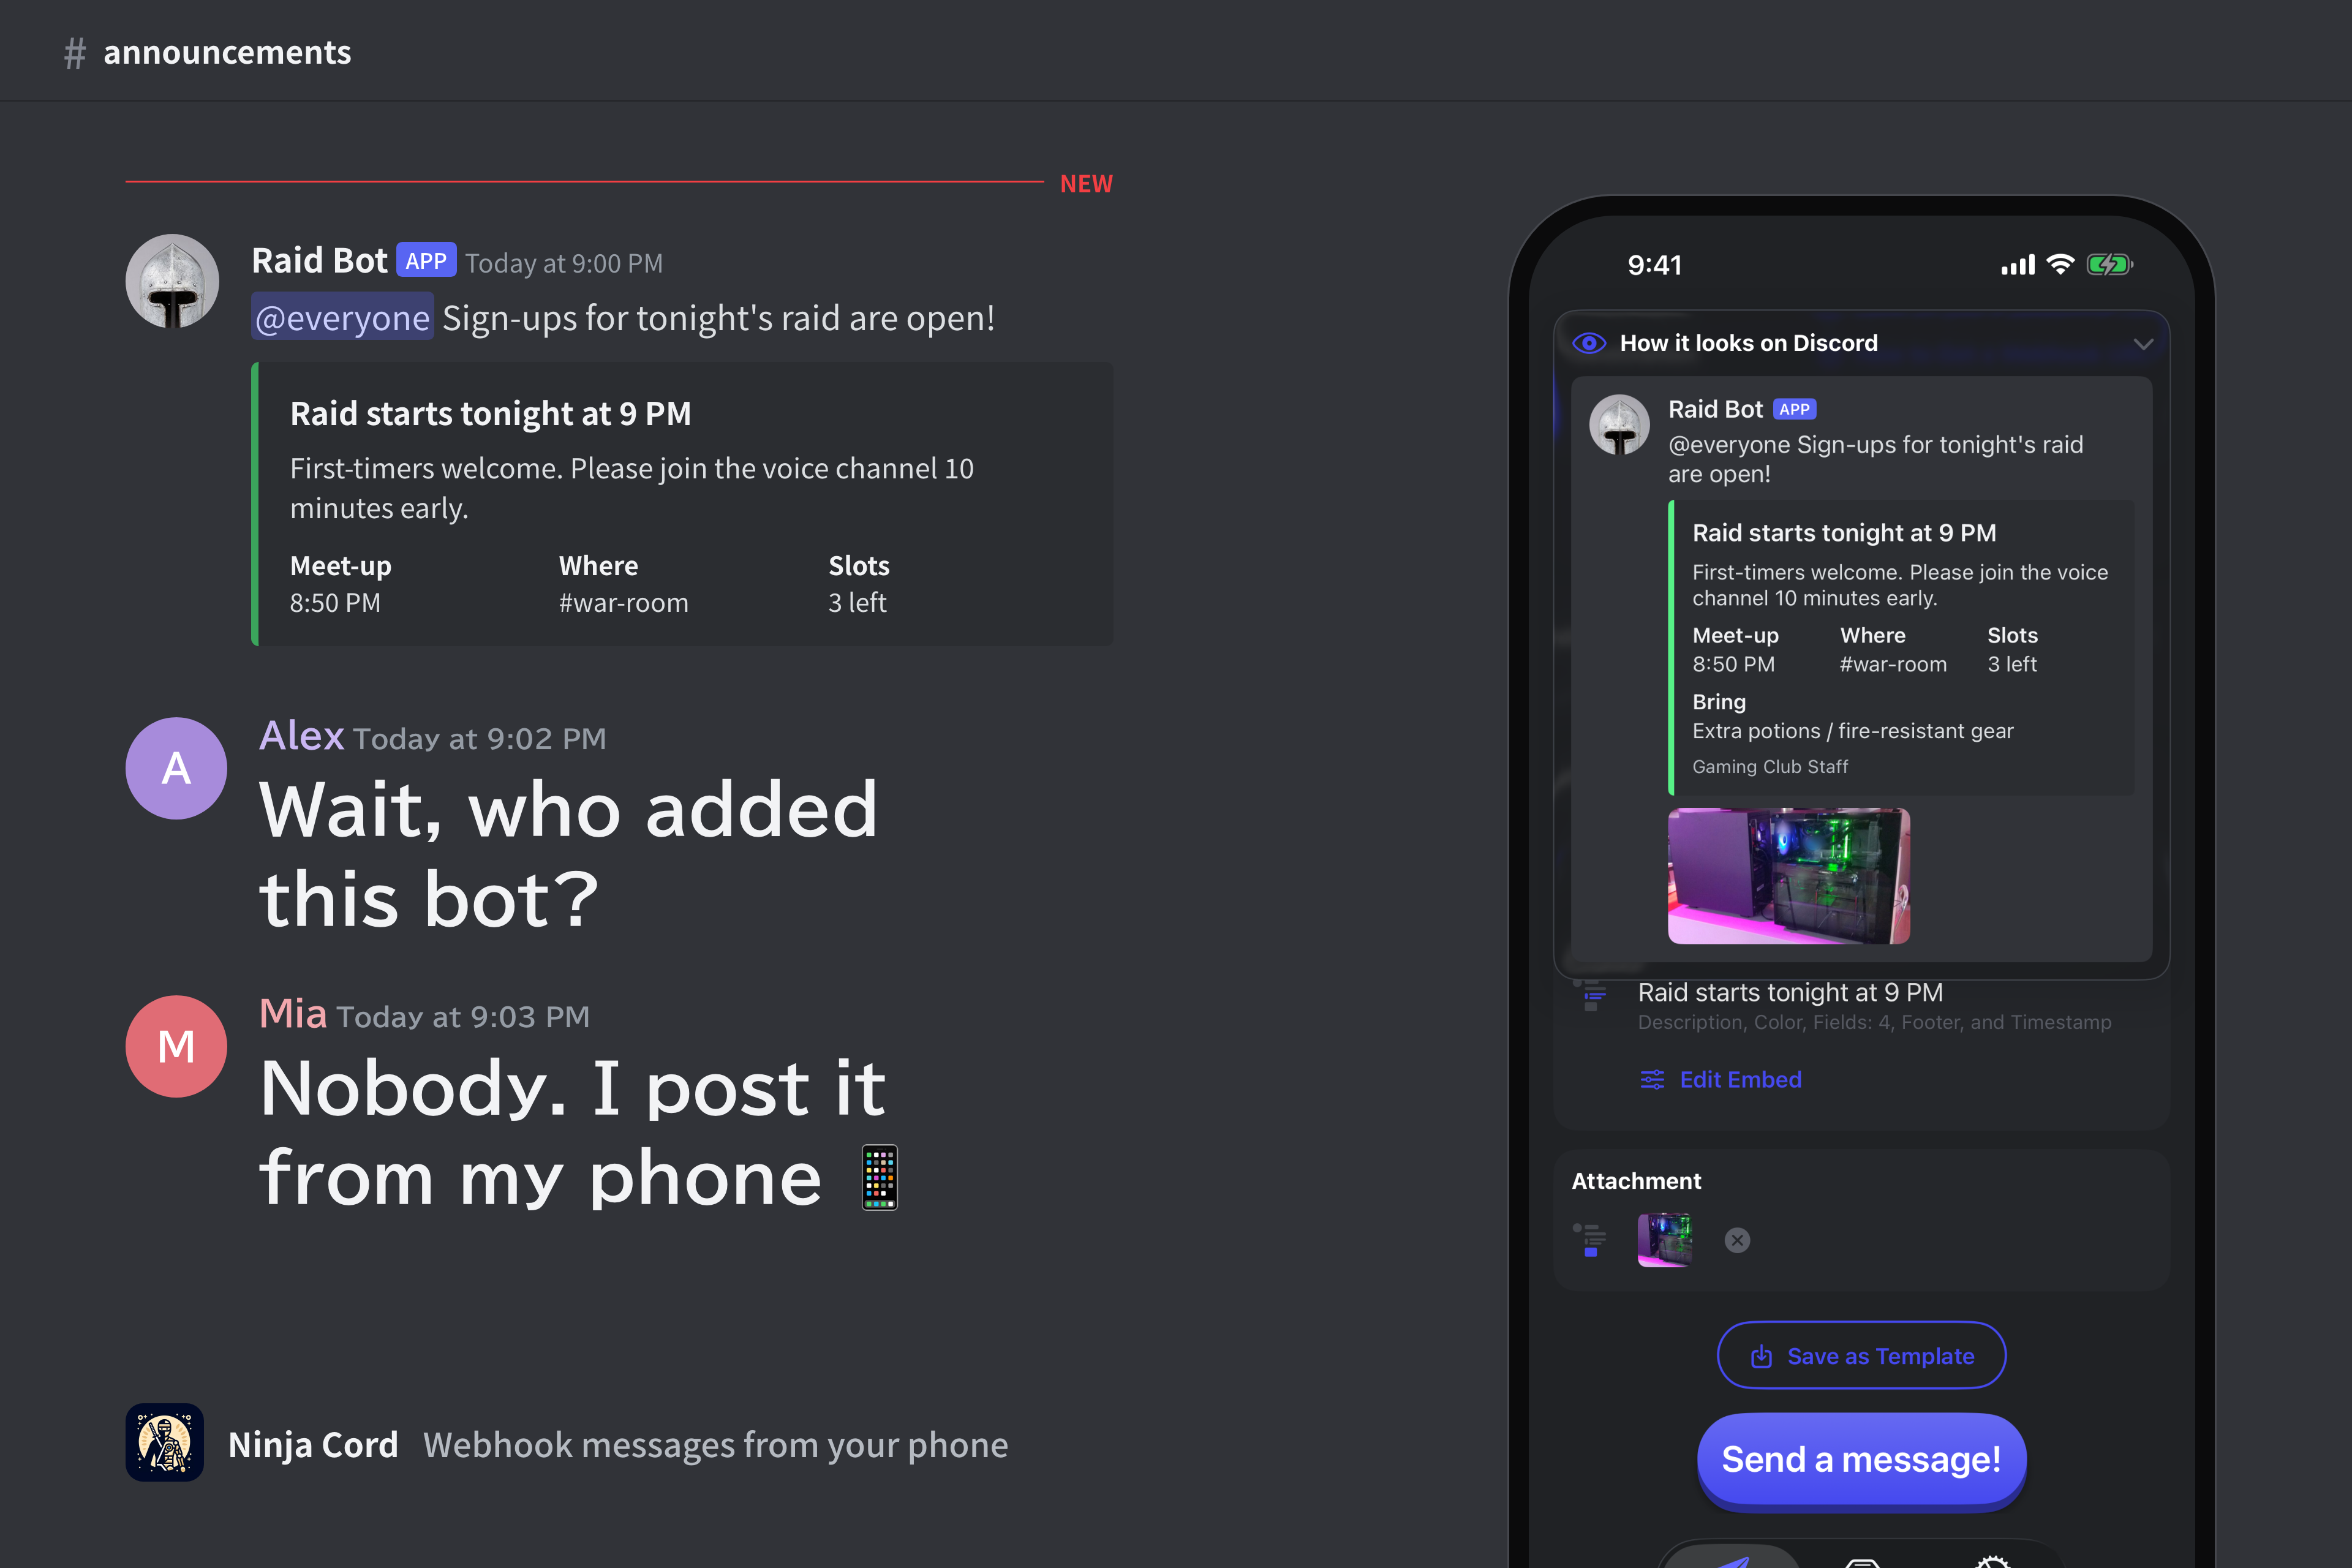 # announcements
NEW
Raid Bot APP Today at 9:00 PM
@everyone Sign-ups for tonight's raid are open!
Raid starts tonight at 9 PM
First-timers welcome. Please join the voice channel 10
minutes early.
Meet-up Where Slots
8:50 PM #war-room 3 left
A
Alex Today at 9:02 PM
Wait, who added
this bot?
M
Mia Today at 9:03 PM
Nobody. I post it
from my phone 📱
Ninja Cord Webhook messages from your phone
9:41
How it looks on Discord
Raid Bot APP
@everyone Sign-ups for tonight's raid
are open!
Raid starts tonight at 9 PM
First-timers welcome. Please join the voice
channel 10 minutes early.
Meet-up Where Slots
8:50 PM #war-room 3 left
Bring
Extra potions / fire-resistant gear
Gaming Club Staff
Raid starts tonight at 9 PM
Description, Color, Fields: 4, Footer, and Timestamp
Edit Embed
Attachment
Save as Template
Send a message!